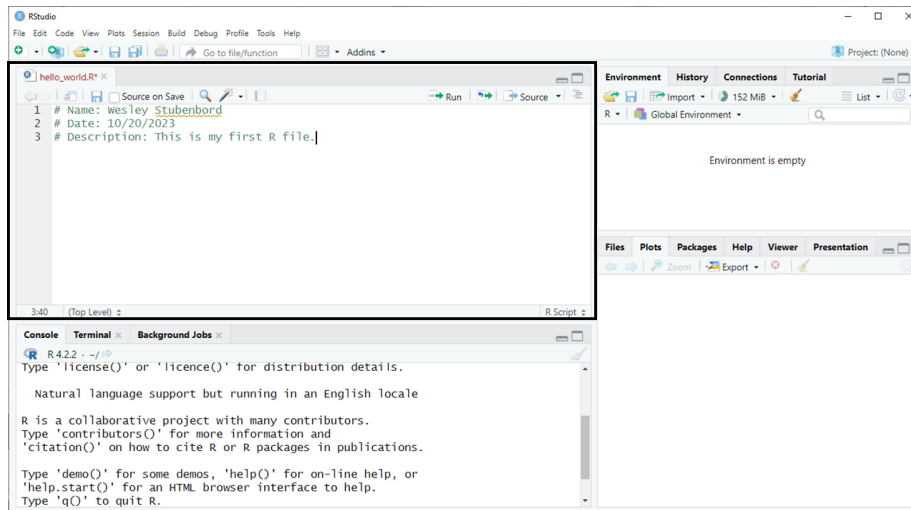 RStudio
File Edit Code View Plots Session Build Debug Profile Tools Help
Go to file/function Addins Project: (None)
hello_world.R*
Source on Save Run Source
1 # Name: Wesley Stubenbord
2 # Date: 10/20/2023
3 # Description: This is my first R file.
3:40 (Top Level) R Script
Console Terminal Background Jobs
R 4.2.2 · ~/
Type 'license()' or 'licence()' for distribution details.
Natural language support but running in an English locale
R is a collaborative project with many contributors.
Type 'contributors()' for more information and
'citation()' on how to cite R or R packages in publications.
Type 'demo()' for some demos, 'help()' for on-line help, or
'help.start()' for an HTML browser interface to help.
Type 'q()' to quit R.
Environment History Connections Tutorial
Import 152 MiB List
R Global Environment
Environment is empty
Files Plots Packages Help Viewer Presentation
Zoom Export